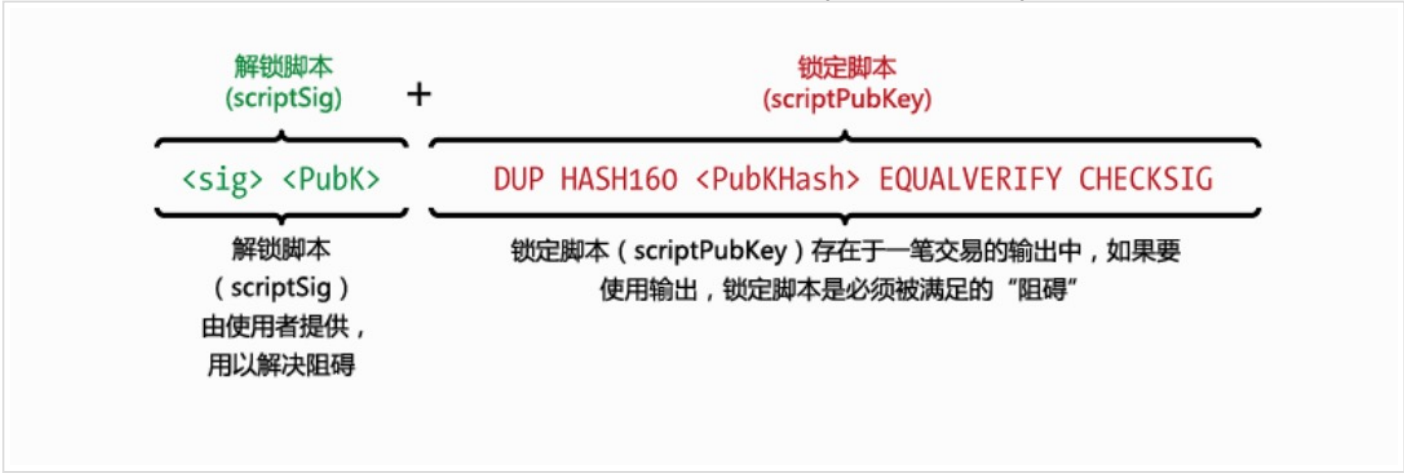 解锁脚本
(scriptSig)
+
锁定脚本
(scriptPubKey)
<sig> <PubK>
DUP HASH160 <PubKHash> EQUALVERIFY CHECKSIG
解锁脚本
（scriptSig）
由使用者提供，
用以解决阻碍
锁定脚本（scriptPubKey）存在于一笔交易的输出中，如果要
使用输出，锁定脚本是必须被满足的“阻碍”